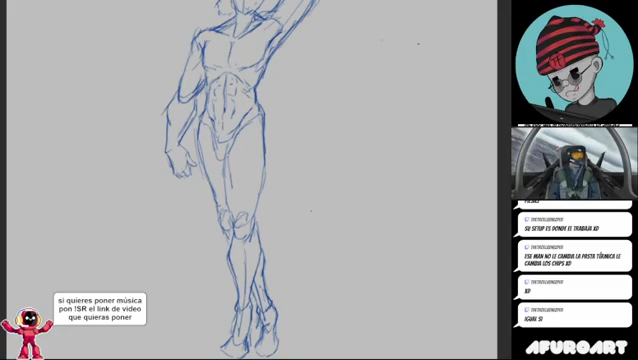 si quieres poner música
pon !SR el link de video
que quieras poner
SU SETUP ES DONDE EL TRABAJA XD
ESE MAN NO LE CAMBIA LA PASTA TÉRMICA LE
CAMBIA LOS CHIPS XD
XD
IGUAL SI
AFUROART